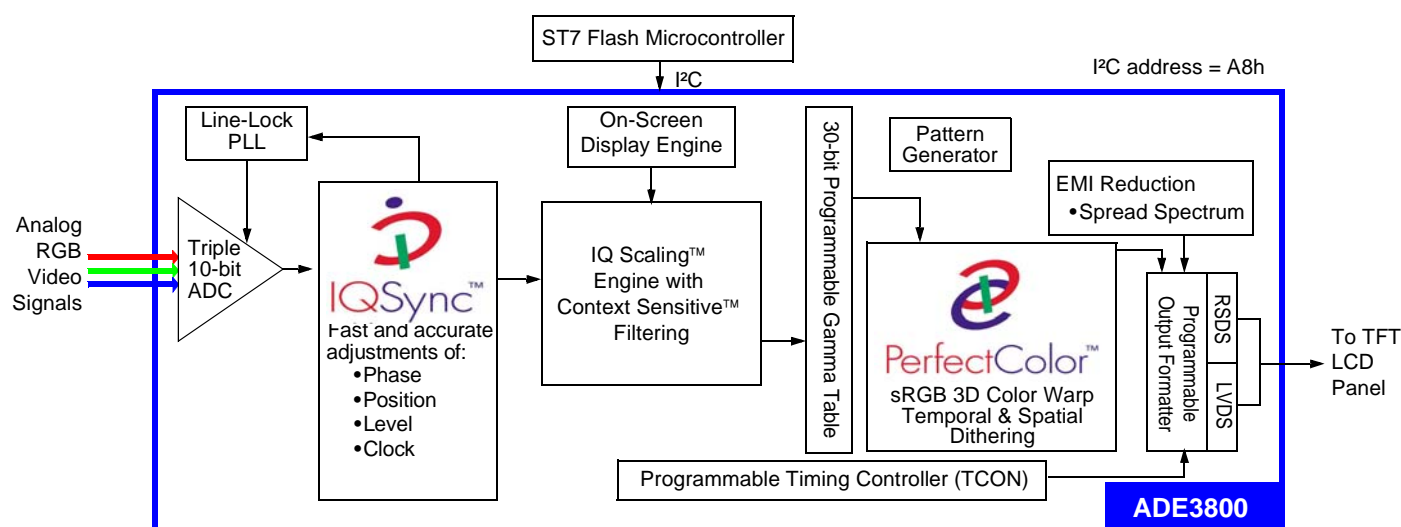 ST7 Flash Microcontroller
I²C
I²C address = A8h
Line-Lock
PLL
On-Screen
Display Engine
30-bit Programmable Gamma Table
Pattern
Generator
EMI Reduction
•Spread Spectrum
Analog
RGB
Video
Signals
Triple
10-bit
ADC
IQSync™
Fast and accurate
adjustments of:
•Phase
•Position
•Level
•Clock
IQ Scaling™
Engine with
Context Sensitive™
Filtering
PerfectColor™
sRGB 3D Color Warp
Temporal & Spatial
Dithering
Programmable
Output Formatter
RSDS
LVDS
To TFT
LCD
Panel
Programmable Timing Controller (TCON)
ADE3800